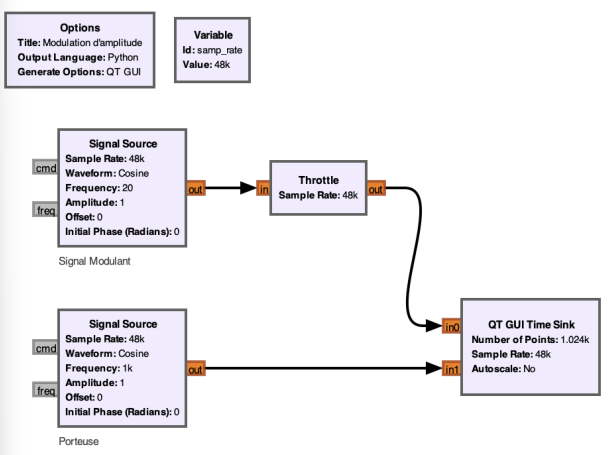 Options
Title: Modulation d'amplitude
Output Language: Python
Generate Options: QT GUI
Variable
Id: samp_rate
Value: 48k
Signal Source
Sample Rate: 48k
Waveform: Cosine
Frequency: 20
Amplitude: 1
Offset: 0
Initial Phase (Radians): 0
cmd
freq
out
Signal Modulant
in
Throttle
Sample Rate: 48k
out
Signal Source
Sample Rate: 48k
Waveform: Cosine
Frequency: 1k
Amplitude: 1
Offset: 0
Initial Phase (Radians): 0
cmd
freq
out
Porteuse
in0
in1
QT GUI Time Sink
Number of Points: 1.024k
Sample Rate: 48k
Autoscale: No